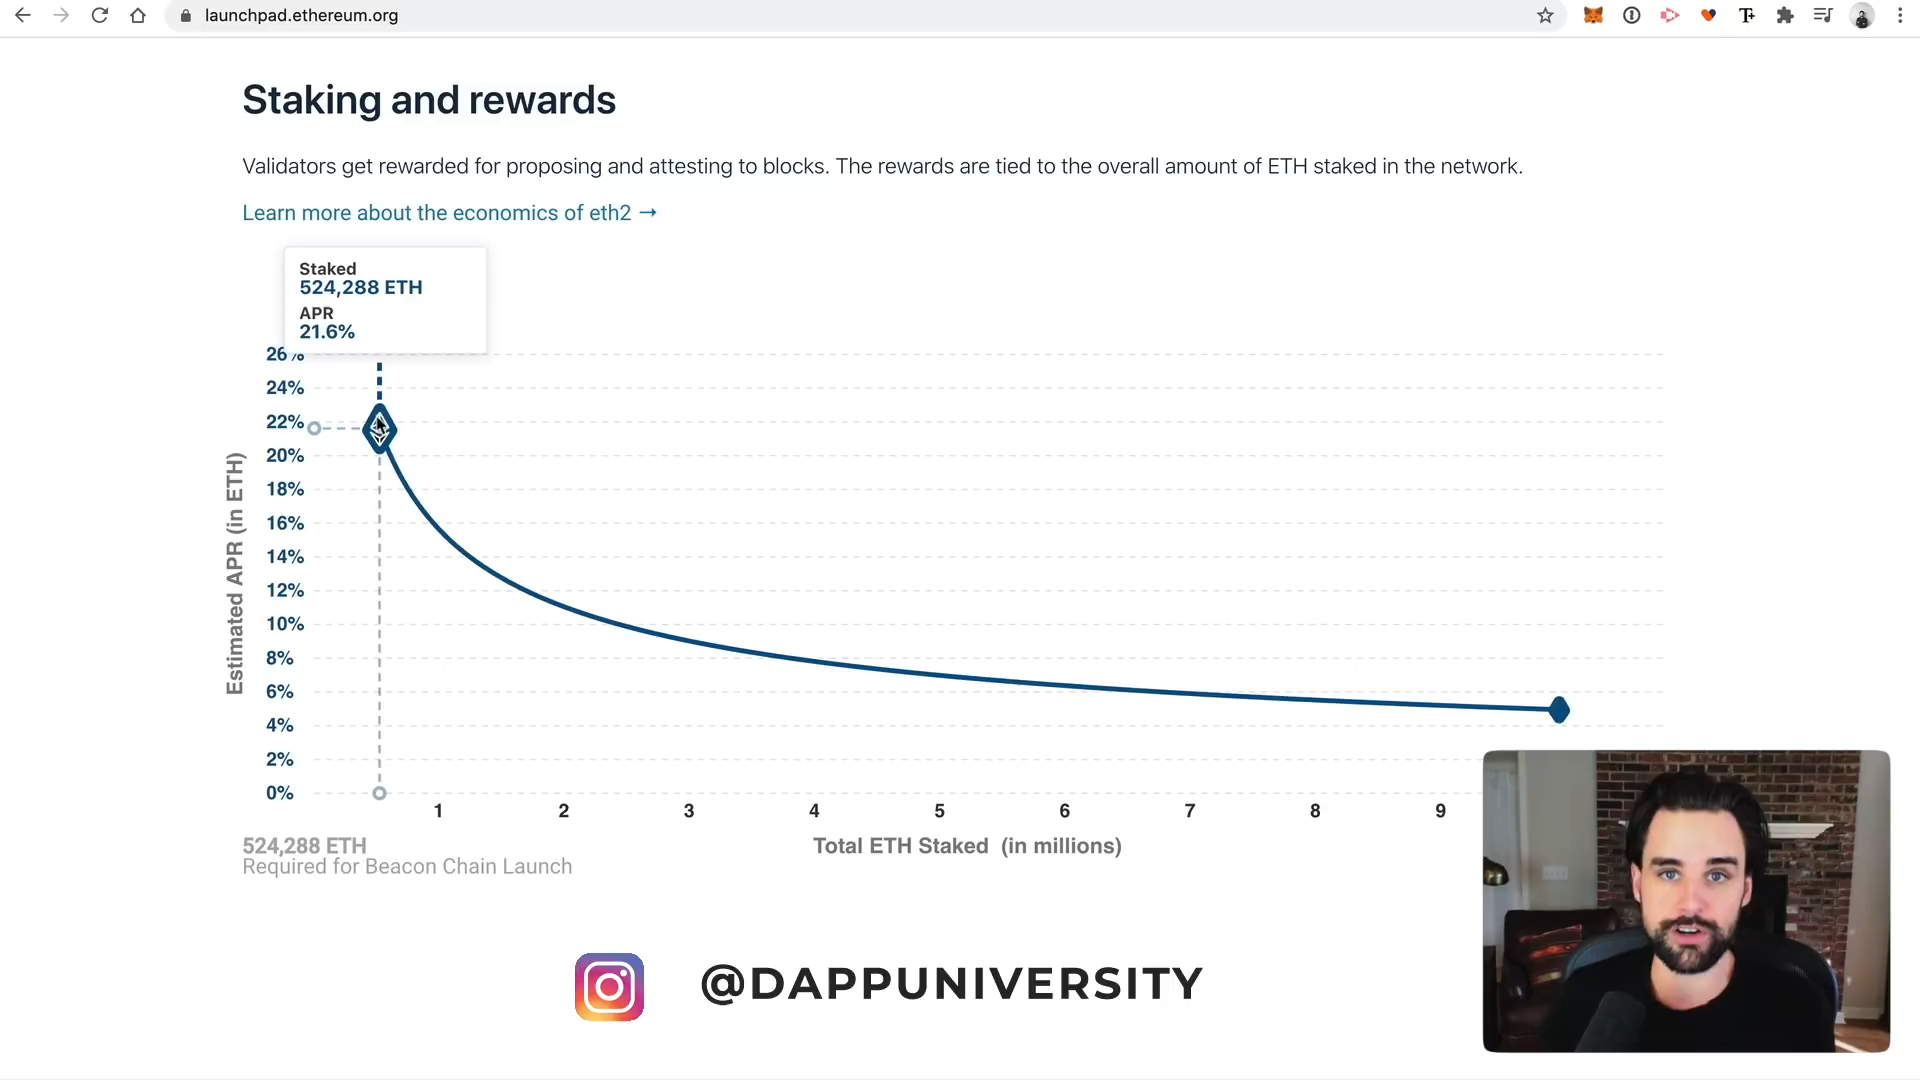 launchpad.ethereum.org
Staking and rewards
Validators get rewarded for proposing and attesting to blocks. The rewards are tied to the overall amount of ETH staked in the network.
Learn more about the economics of eth2 →
Staked
524,288 ETH
APR
21.6%
26%
24%
22%
20%
18%
16%
14%
12%
10%
8%
6%
4%
2%
0%
Estimated APR (in ETH)
1 2 3 4 5 6 7 8 9
524,288 ETH
Required for Beacon Chain Launch
Total ETH Staked (in millions)
@DAPPUNIVERSITY